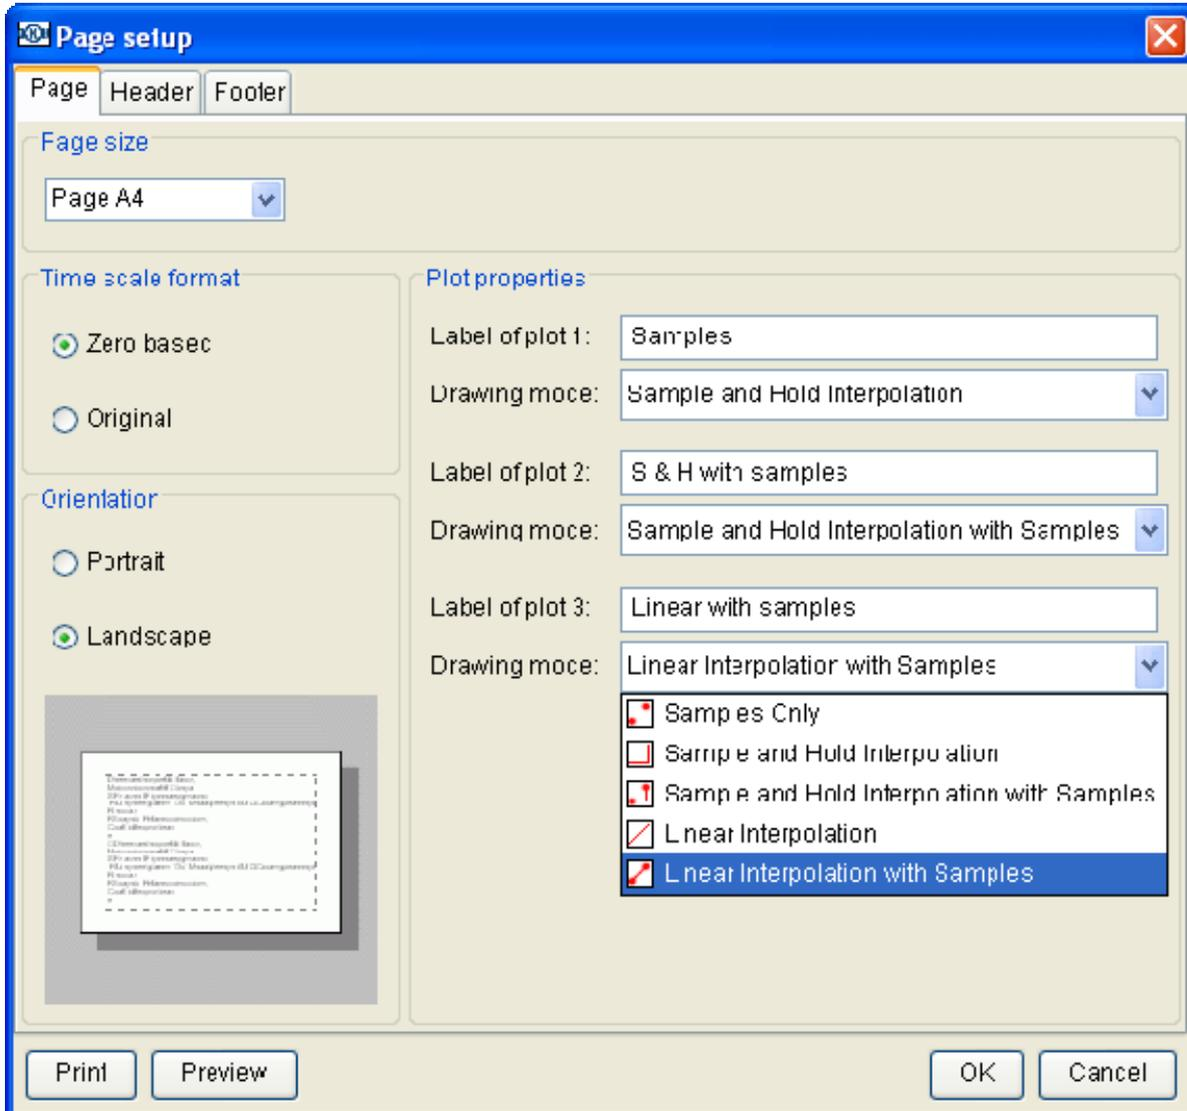 Page setup
Page Header Footer
Page size
Page A4
Time scale format
Zero based
Original
Orientation
Portrait
Landscape
Plot properties
Label of plot 1: Samples
Drawing mode: Sample and Hold Interpolation
Label of plot 2: S & H with samples
Drawing mode: Sample and Hold Interpolation with Samples
Label of plot 3: Linear with samples
Drawing mode: Linear Interpolation with Samples
Samples Only
Sample and Hold Interpolation
Sample and Hold Interpolation with Samples
Linear Interpolation
Linear Interpolation with Samples
Print Preview OK Cancel